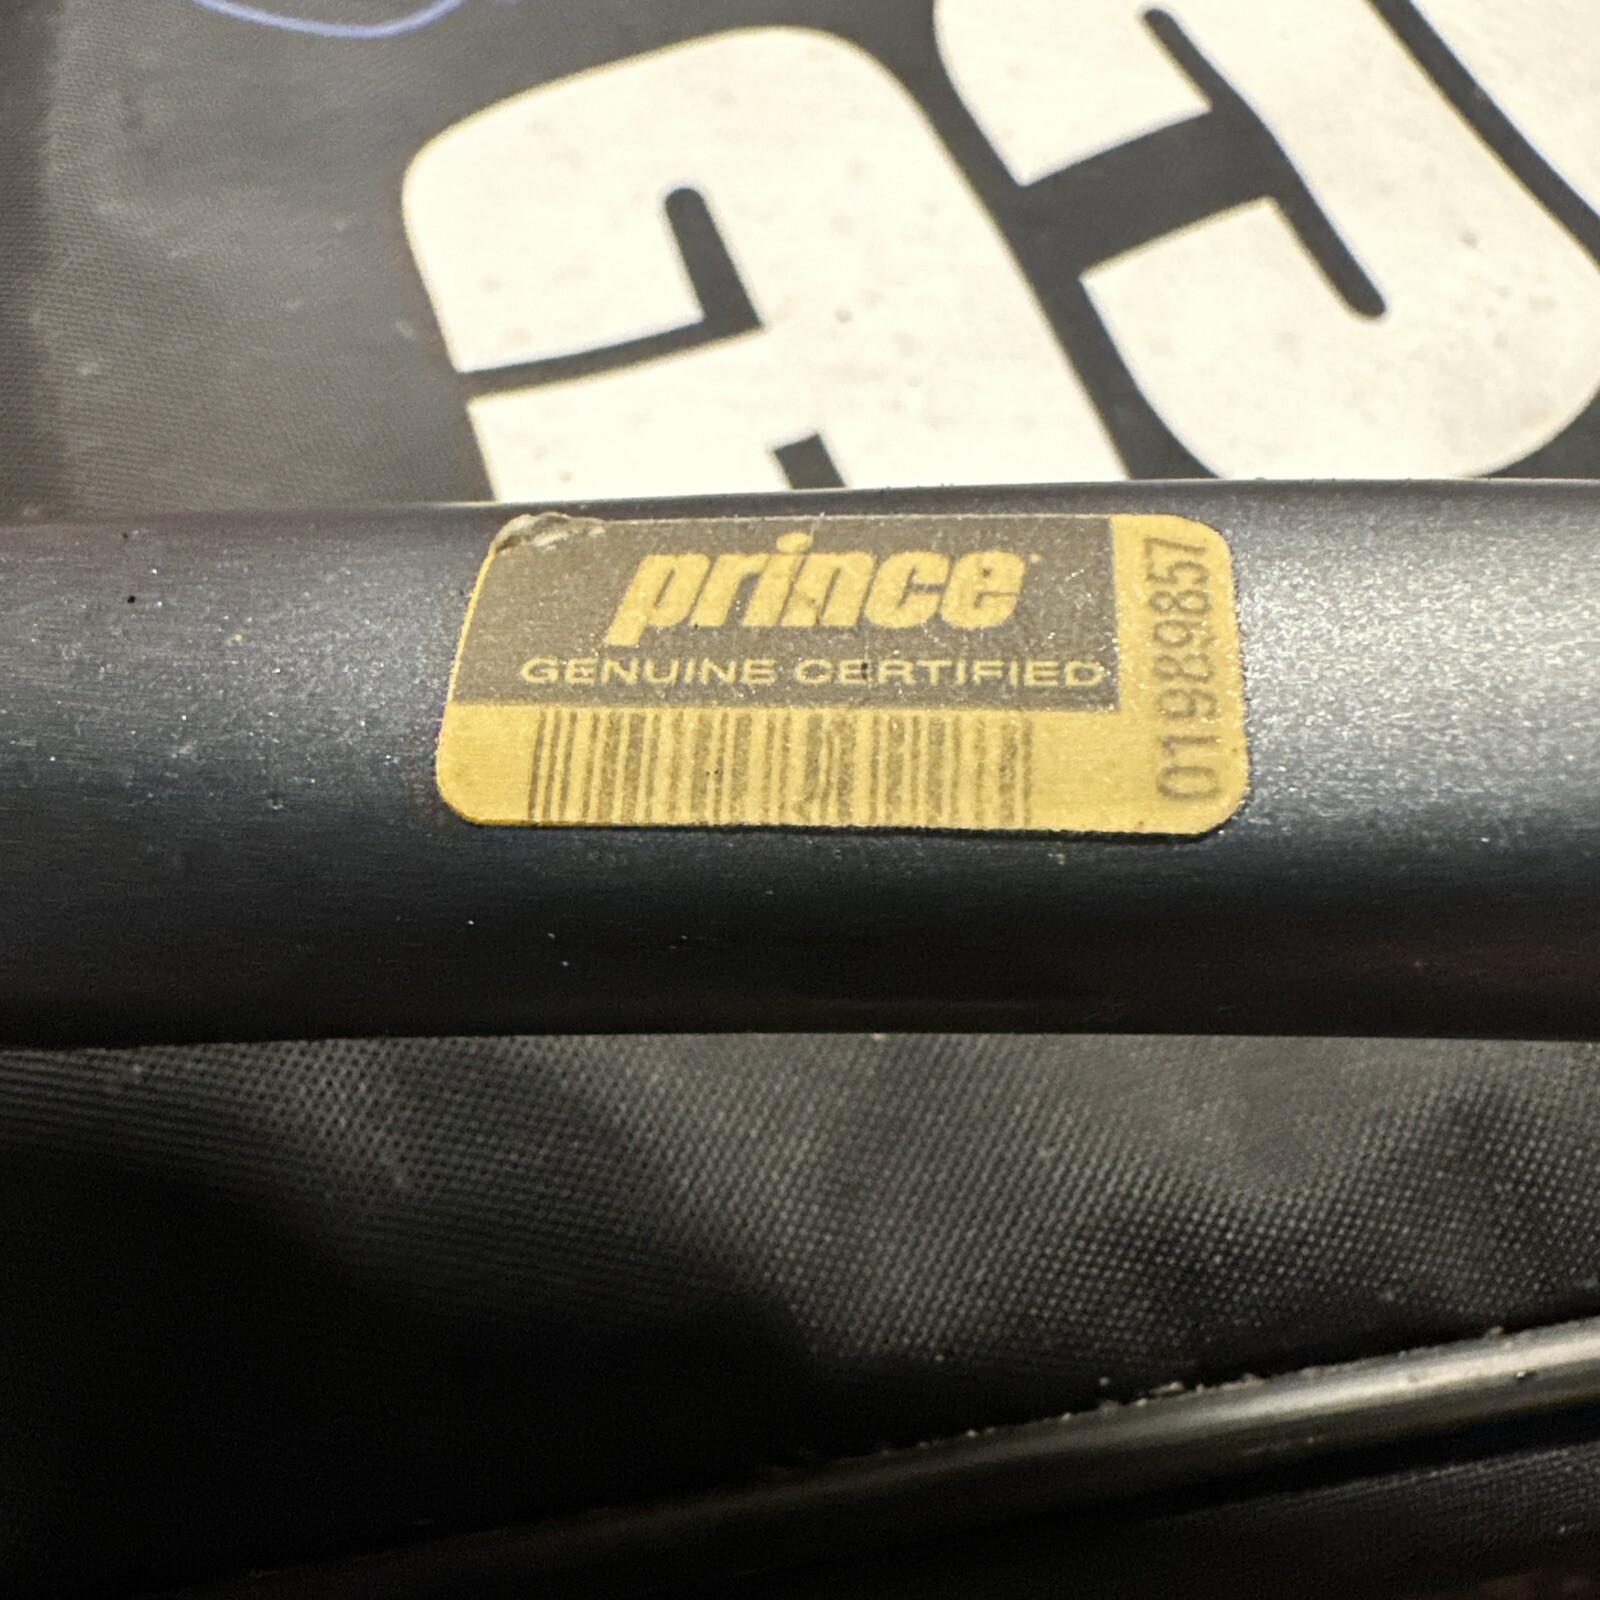 prince
GENUINE CERTIFIED
01989857